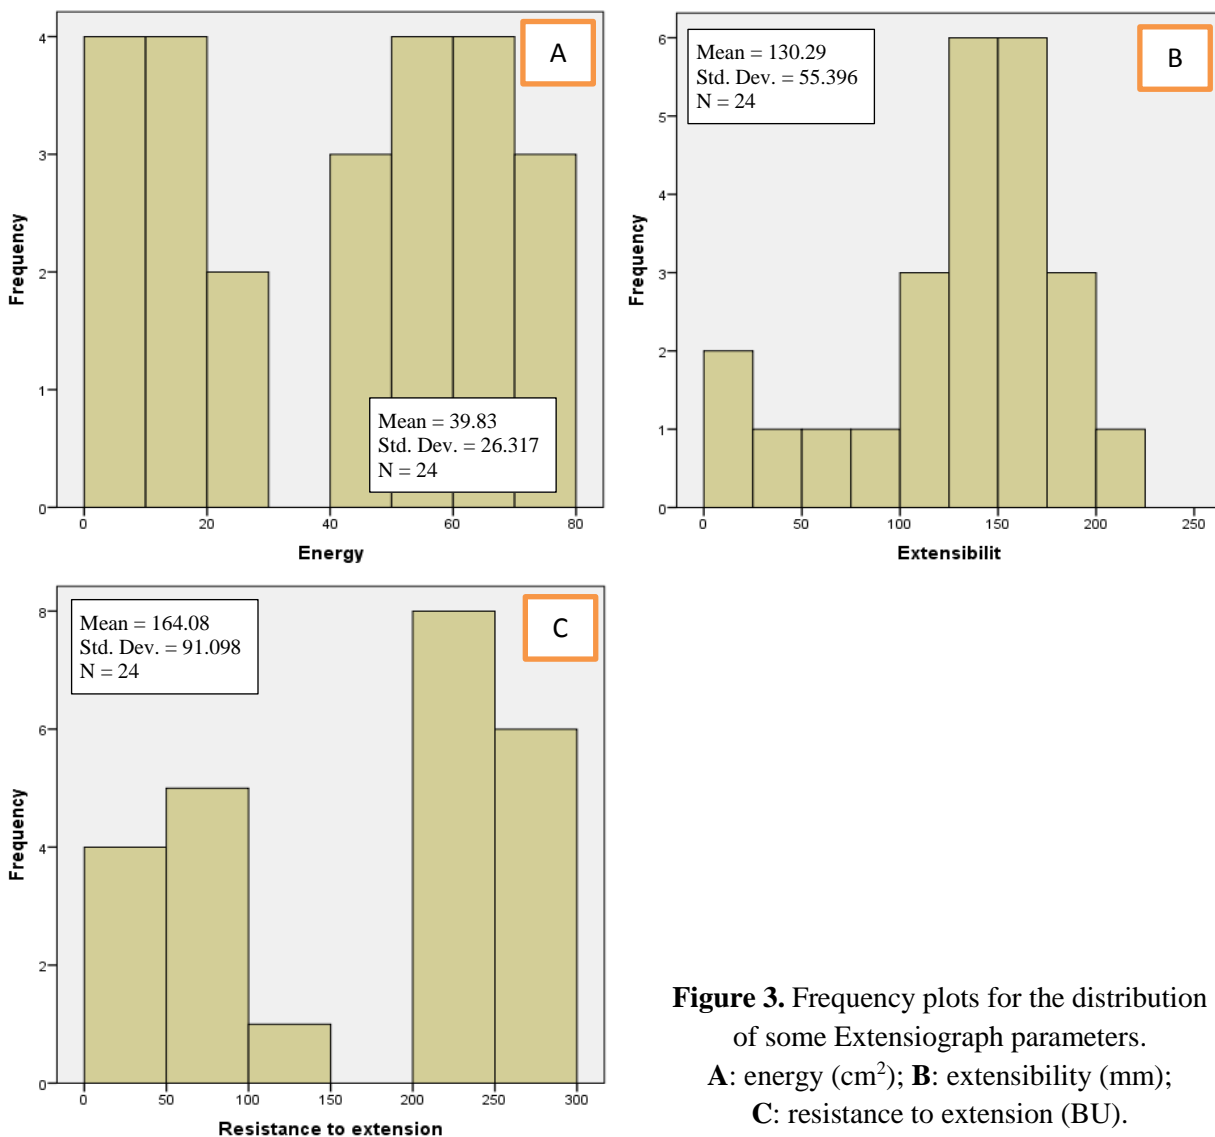 A
Mean = 39.83
Std. Dev. = 26.317
N = 24
Frequency
4
3
2
1
0
0 20 40 60 80
Energy
B
Mean = 130.29
Std. Dev. = 55.396
N = 24
Frequency
6
5
4
3
2
1
0
0 50 100 150 200 250
Extensibilit
C
Mean = 164.08
Std. Dev. = 91.098
N = 24
Frequency
8
6
4
2
0
0 50 100 150 200 250 300
Resistance to extension
Figure 3. Frequency plots for the distribution
of some Extensiograph parameters.
A: energy (cm²); B: extensibility (mm);
C: resistance to extension (BU).